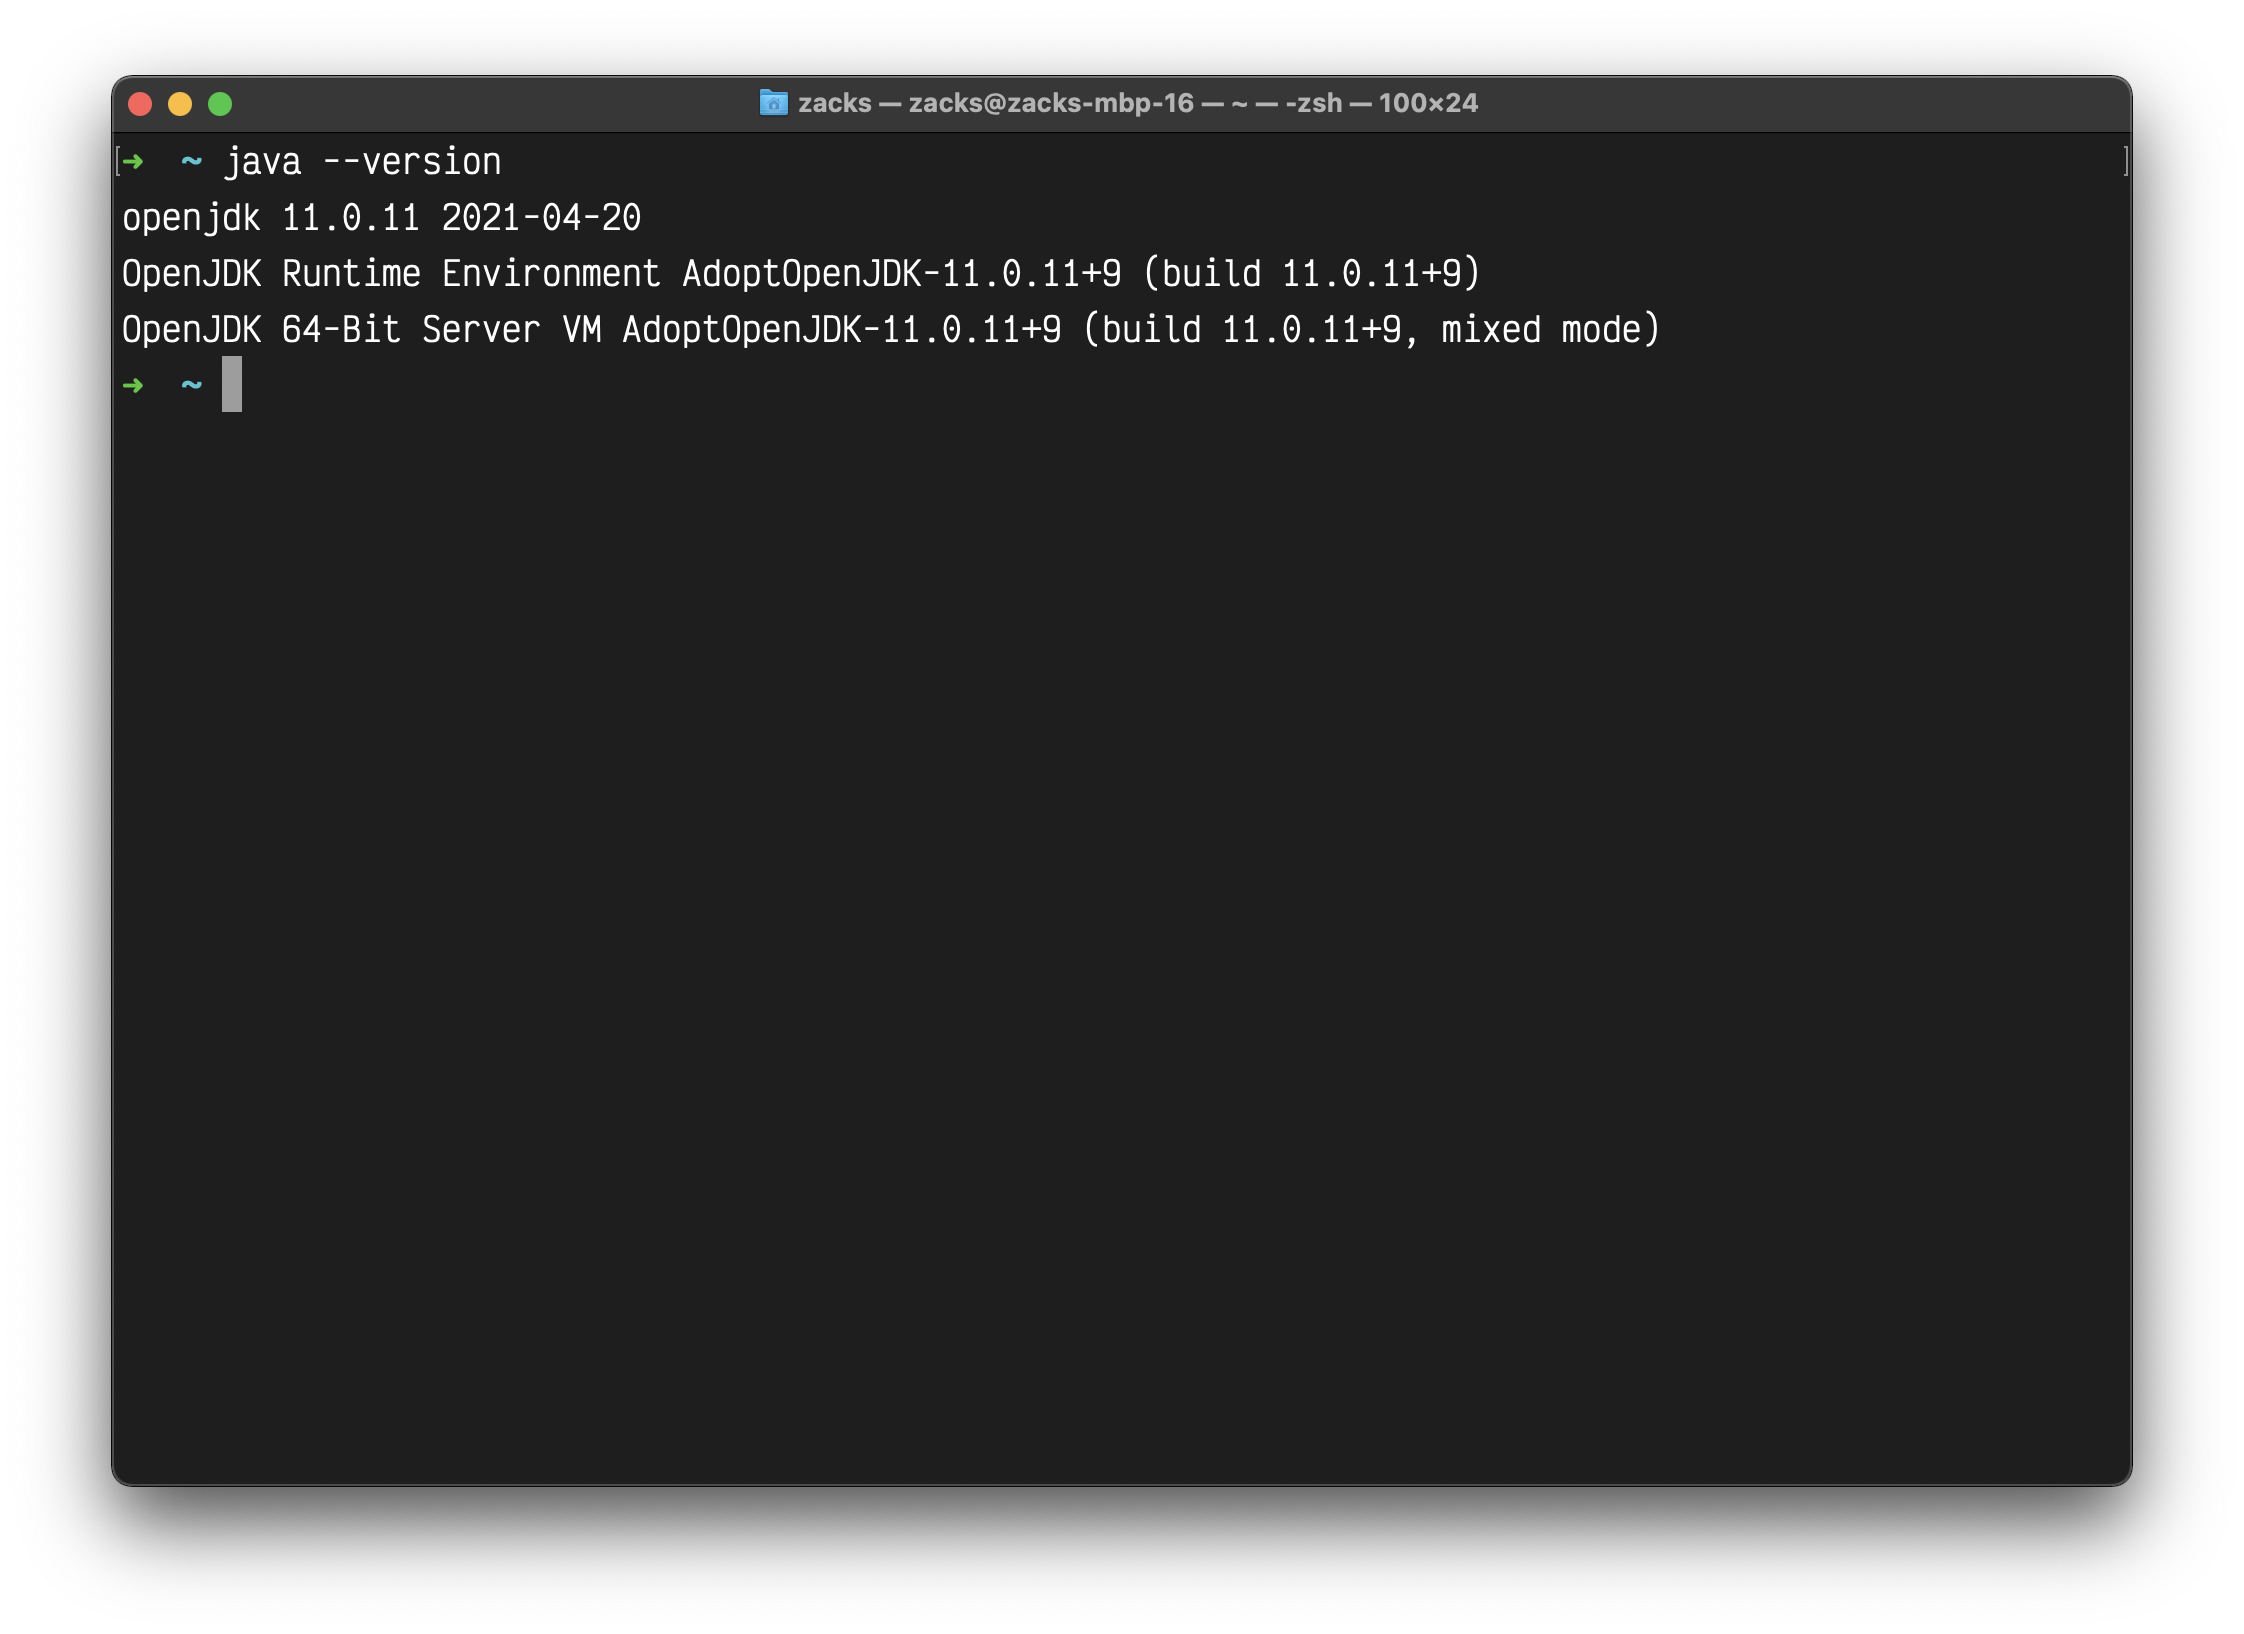 zacks — zacks@zacks-mbp-16 — ~ — -zsh — 100×24
[➜  ~ java --version ]
openjdk 11.0.11 2021-04-20
OpenJDK Runtime Environment AdoptOpenJDK-11.0.11+9 (build 11.0.11+9)
OpenJDK 64-Bit Server VM AdoptOpenJDK-11.0.11+9 (build 11.0.11+9, mixed mode)
➜  ~